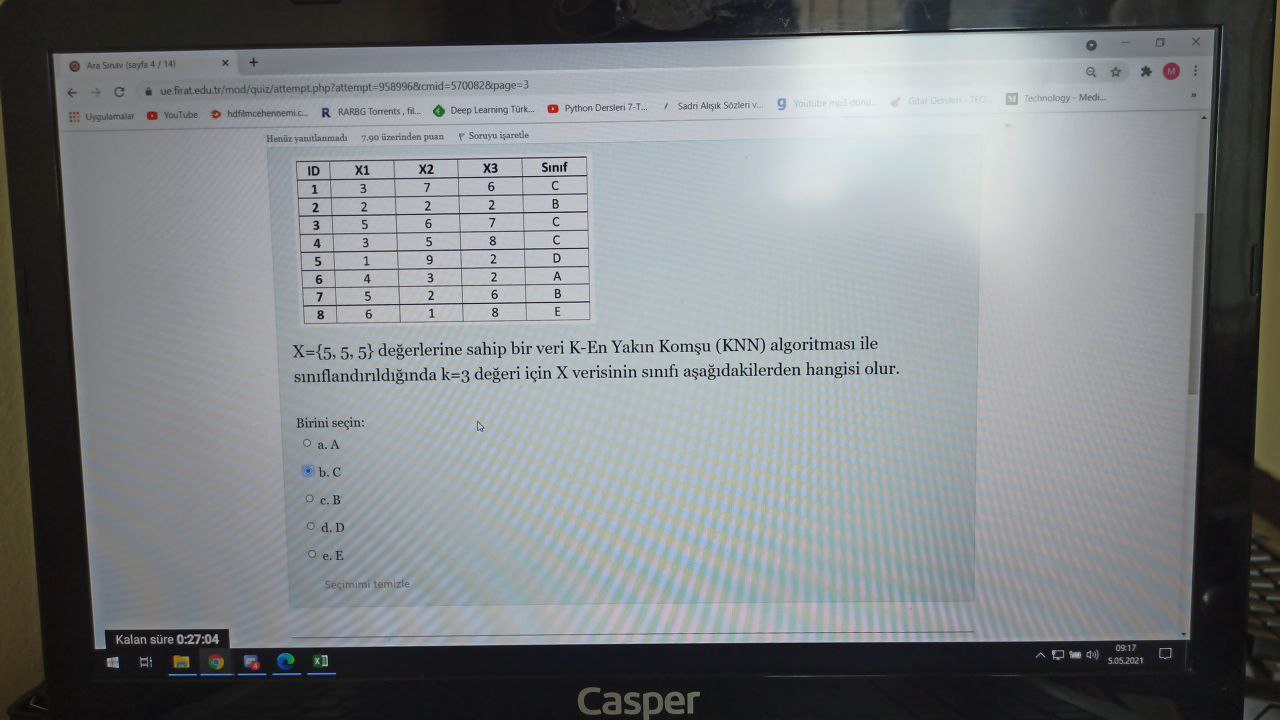 Ara Sınav (sayfa 4 / 14)
ue.firat.edu.tr/mod/quiz/attempt.php?attempt=958996&cmid=570082&page=3
M
Uygulamalar YouTube hdfilmcehennemi.c... R RARBG Torrents , fil... Deep Learning Türk... Python Dersleri 7-T... Sadri Alışık Sözleri v... g Youtube mp3 dönü... Gitar Dersleri - TEO... M Technology - Medi... »
Henüz yanıtlanmadı 7.90 üzerinden puan Soruyu işaretle
ID X1 X2 X3 Sınıf
1 3 7 6 C
2 2 2 2 B
3 5 6 7 C
4 3 5 8 C
5 1 9 2 D
6 4 3 2 A
7 5 2 6 B
8 6 1 8 E
X={5, 5, 5} değerlerine sahip bir veri K-En Yakın Komşu (KNN) algoritması ile
sınıflandırıldığında k=3 değeri için X verisinin sınıfı aşağıdakilerden hangisi olur.
Birini seçin:
a. A
b. C
c. B
d. D
e. E
Seçimimi temizle
Kalan süre 0:27:04
09:17
5.05.2021
Casper